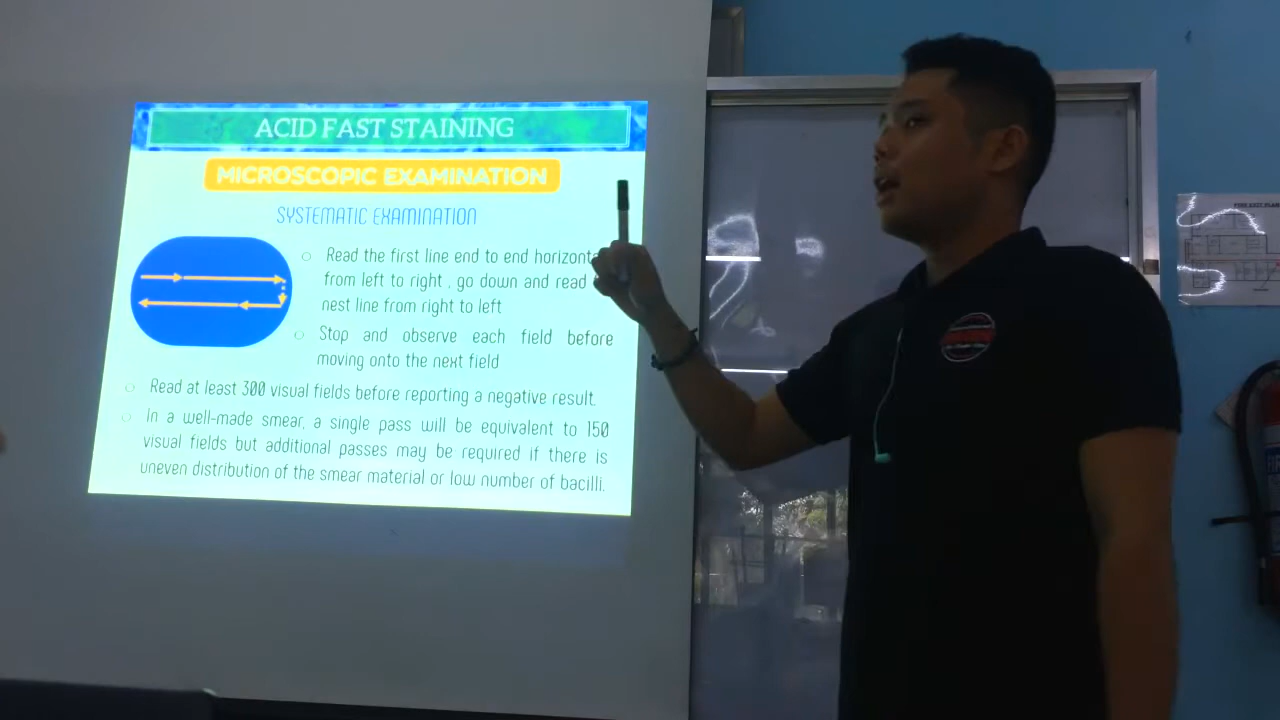 ACID FAST STAINING
MICROSCOPIC EXAMINATION
SYSTEMATIC EXAMINATION
Read the first line end to end horizont
from left to right , go down and read
nest line from right to left
Stop and observe each field before
moving onto the next field
Read at least 300 visual fields before reporting a negative result.
In a well-made smear, a single pass will be equivalent to 150
visual fields but additional passes may be required if there is
uneven distribution of the smear material or low number of bacilli.
FIRE EXIT PLAN